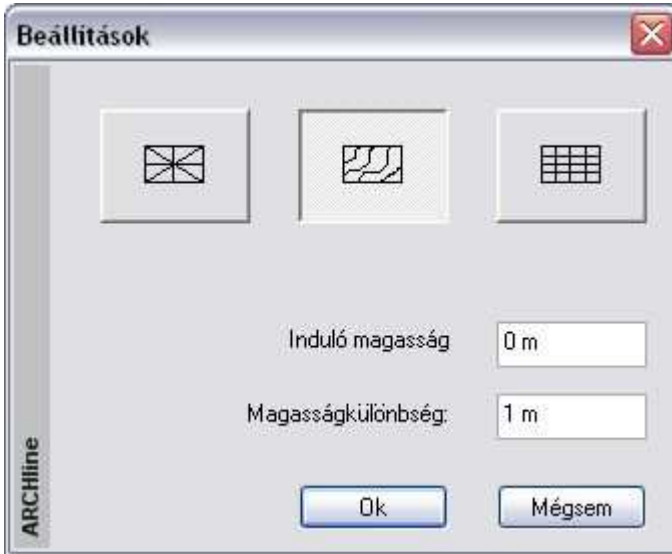 Beállítások
Induló magasság
0 m
Magasságkülönbség:
1 m
Ok
Mégsem
ARCHline